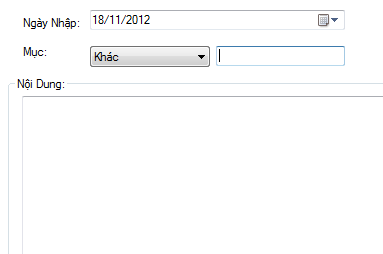 Ngày Nhập: 18/11/2012
Mục: Khác
Nội Dung: